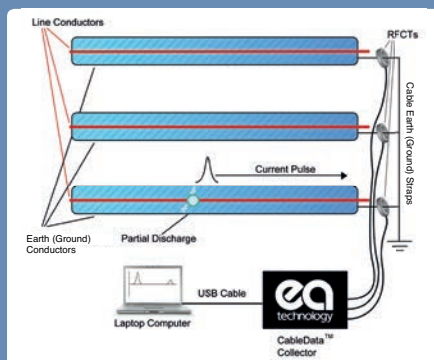 Line Conductors
RFCTs
Cable Earth (Ground) Straps
Current Pulse
Earth (Ground)
Conductors
Partial Discharge
USB Cable
Laptop Computer
ea
technology
CableData™
Collector